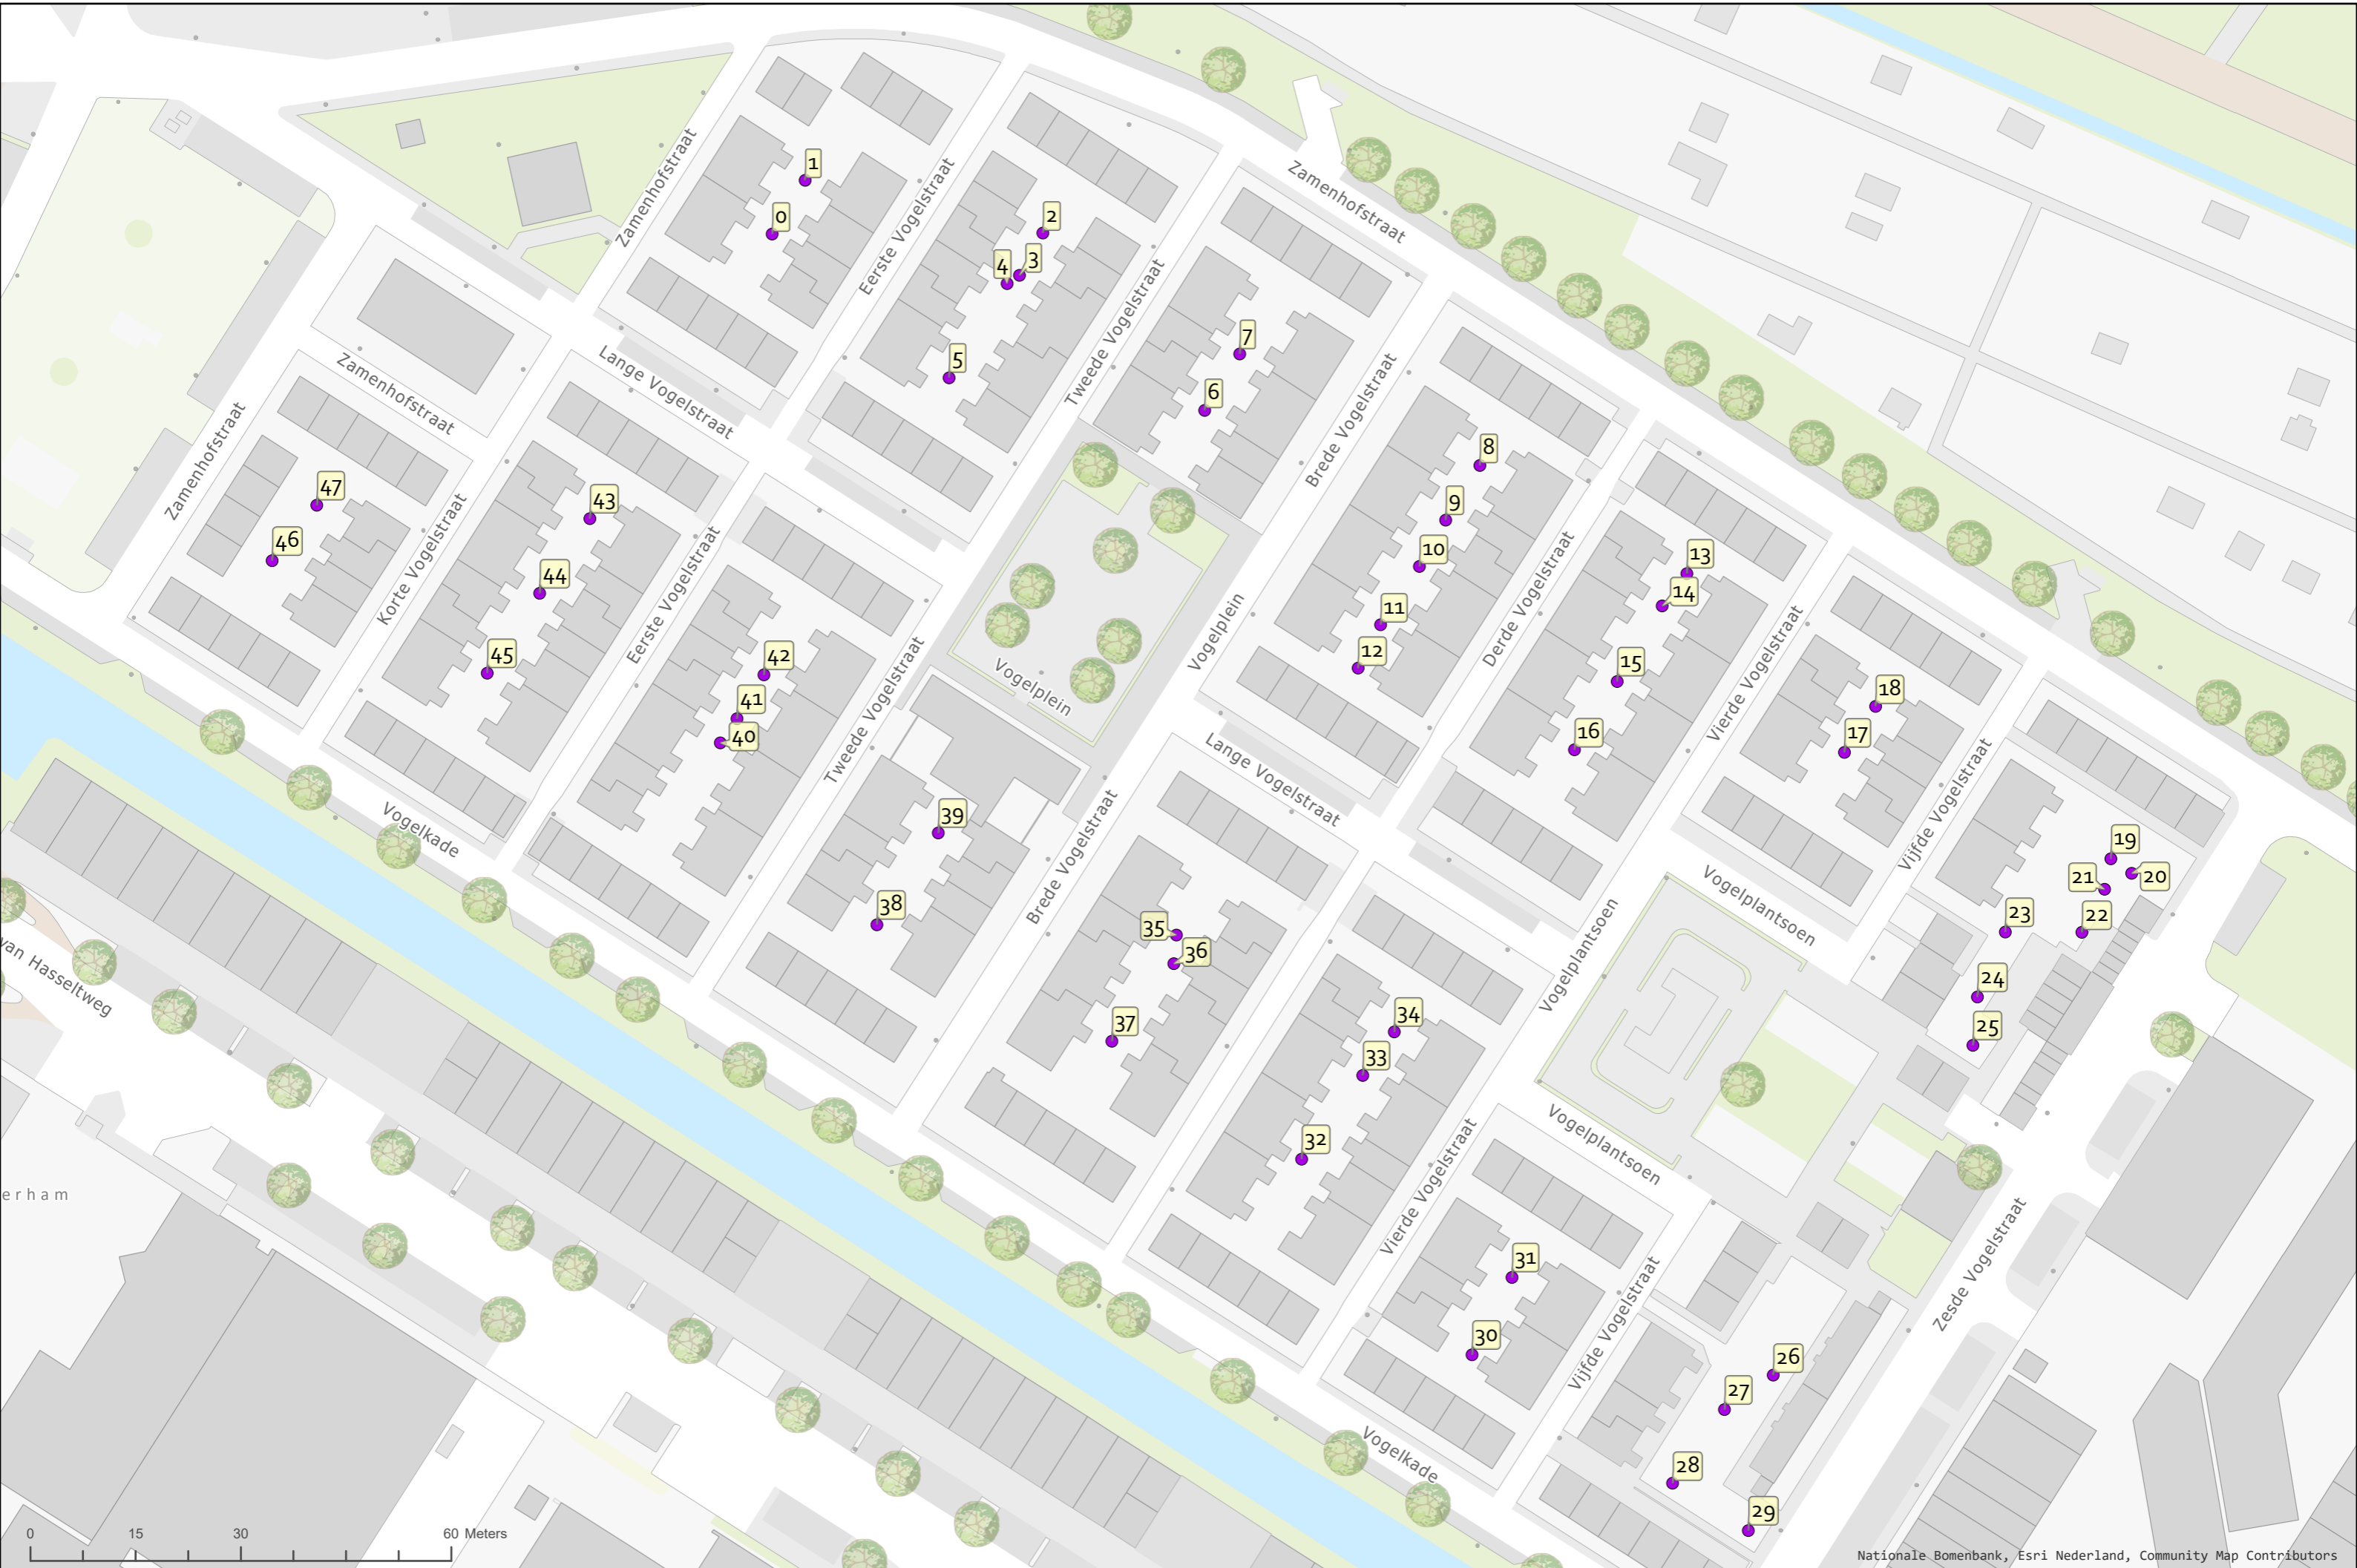 1
0
Zamenhofstraat
Eerste Vogelstraat
2
3
4
5
Zamenhofstraat
Tweede Vogelstraat
7
6
Lange Vogelstraat
Zamenhofstraat
Zamenhofstraat
Brede Vogelstraat
8
9
10
11
12
47
46
Korte Vogelstraat
43
44
45
Eerste Vogelstraat
Derde Vogelstraat
13
14
15
16
Vogelplein
Vogelplein
42
41
40
Tweede Vogelstraat
Vierde Vogelstraat
18
17
Lange Vogelstraat
Vijfde Vogelstraat
Vogelkade
39
38
Brede Vogelstraat
19
20
21
22
23
24
25
Vogelplantsoen
Vogelplantsoen
35
36
37
van Hasseltweg
34
33
32
Vierde Vogelstraat
Vogelplantsoen
erham
31
30
Vijfde Vogelstraat
Zesde Vogelstraat
26
27
28
29
Vogelkade
0 15 30 60 Meters
Nationale Bomenbank, Esri Nederland, Community Map Contributors